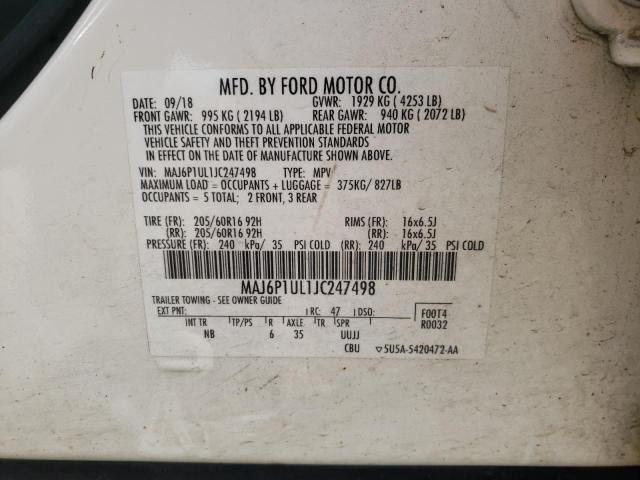 MFD. BY FORD MOTOR CO.
DATE: 09/18 GVWR: 1929 KG ( 4253 LB)
FRONT GAWR: 995 KG ( 2194 LB) REAR GAWR: 940 KG ( 2072 LB)
THIS VEHICLE CONFORMS TO ALL APPLICABLE FEDERAL MOTOR
VEHICLE SAFETY AND THEFT PREVENTION STANDARDS
IN EFFECT ON THE DATE OF MANUFACTURE SHOWN ABOVE.
VIN: MAJ6P1UL1JC247498 TYPE: MPV
MAXIMUM LOAD = OCCUPANTS + LUGGAGE = 375KG/ 827LB
OCCUPANTS = 5 TOTAL; 2 FRONT, 3 REAR
TIRE (FR): 205/60R16 92H RIMS (FR): 16x6.5J
(RR): 205/60R16 92H (RR): 16x6.5J
PRESSURE (FR): 240 kPa/ 35 PSI COLD (RR): 240 kPa/ 35 PSI COLD
MAJ6P1UL1JC247498
TRAILER TOWING - SEE OWNER GUIDE
EXT PNT: RC: 47 DSO: F00T4
INT TR TP/PS R AXLE TR SPR R0032
NB 6 35 UUJJ
CBU ▽5U5A-5420472-AA